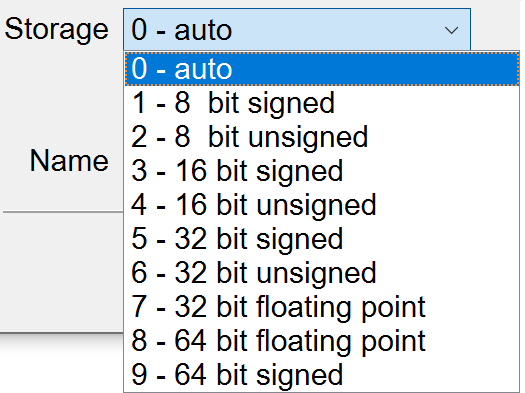 Storage 0 - auto
0 - auto
1 - 8  bit signed
2 - 8  bit unsigned
Name
3 - 16 bit signed
4 - 16 bit unsigned
5 - 32 bit signed
6 - 32 bit unsigned
7 - 32 bit floating point
8 - 64 bit floating point
9 - 64 bit signed